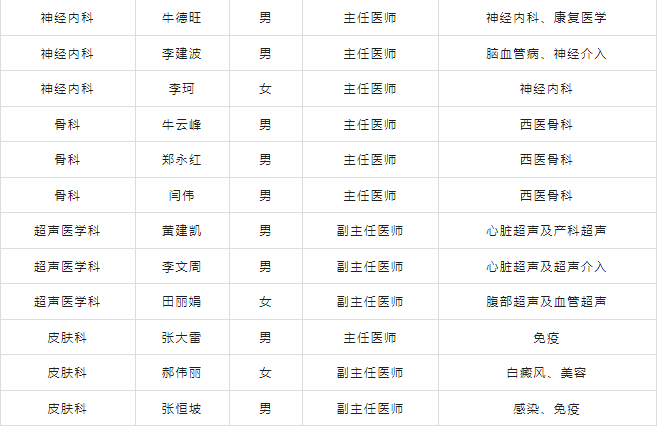 神经内科 牛德旺 男 主任医师 神经内科、康复医学
神经内科 李建波 男 主任医师 脑血管病、神经介入
神经内科 李珂 女 主任医师 神经内科
骨科 牛云峰 男 主任医师 西医骨科
骨科 郑永红 男 主任医师 西医骨科
骨科 闫伟 男 主任医师 西医骨科
超声医学科 黄建凯 男 副主任医师 心脏超声及产科超声
超声医学科 李文周 男 副主任医师 心脏超声及超声介入
超声医学科 田丽娟 女 副主任医师 腹部超声及血管超声
皮肤科 张大雷 男 主任医师 免疫
皮肤科 郝伟丽 女 副主任医师 白癜风、美容
皮肤科 张恒坡 男 副主任医师 感染、免疫